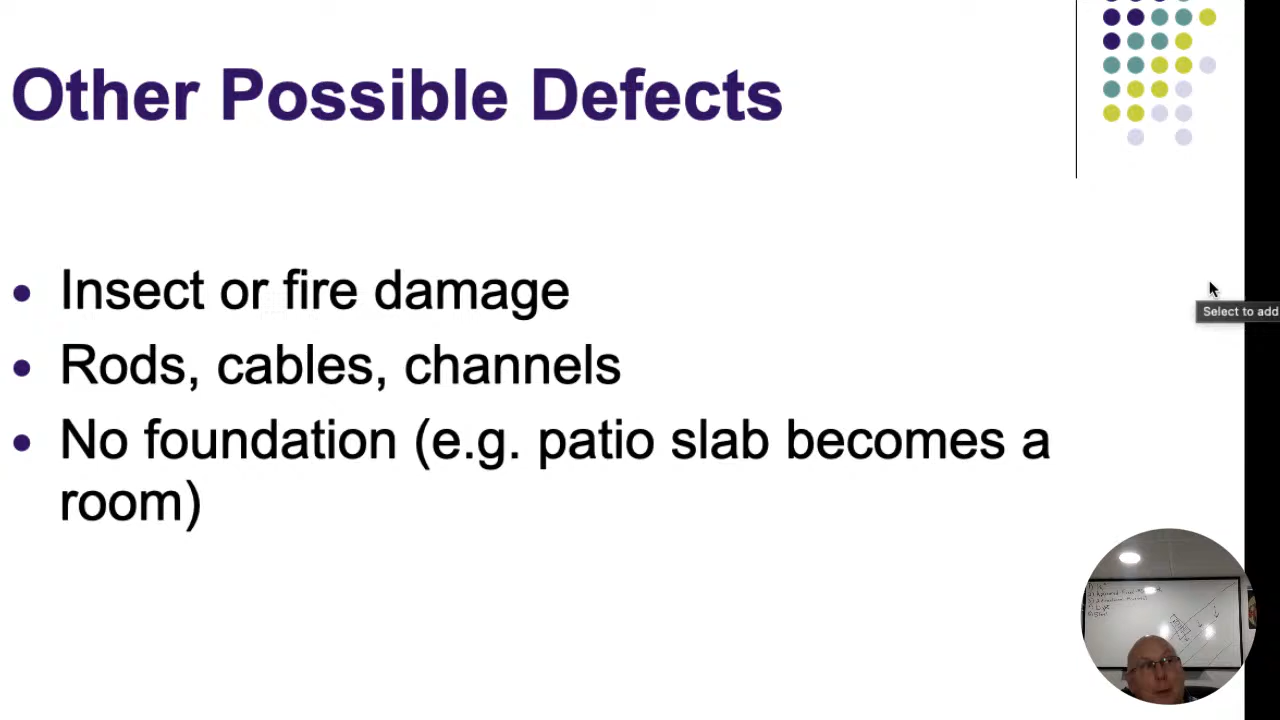 Other Possible Defects
• Insect or fire damage
• Rods, cables, channels
• No foundation (e.g. patio slab becomes a
room)
Select to add